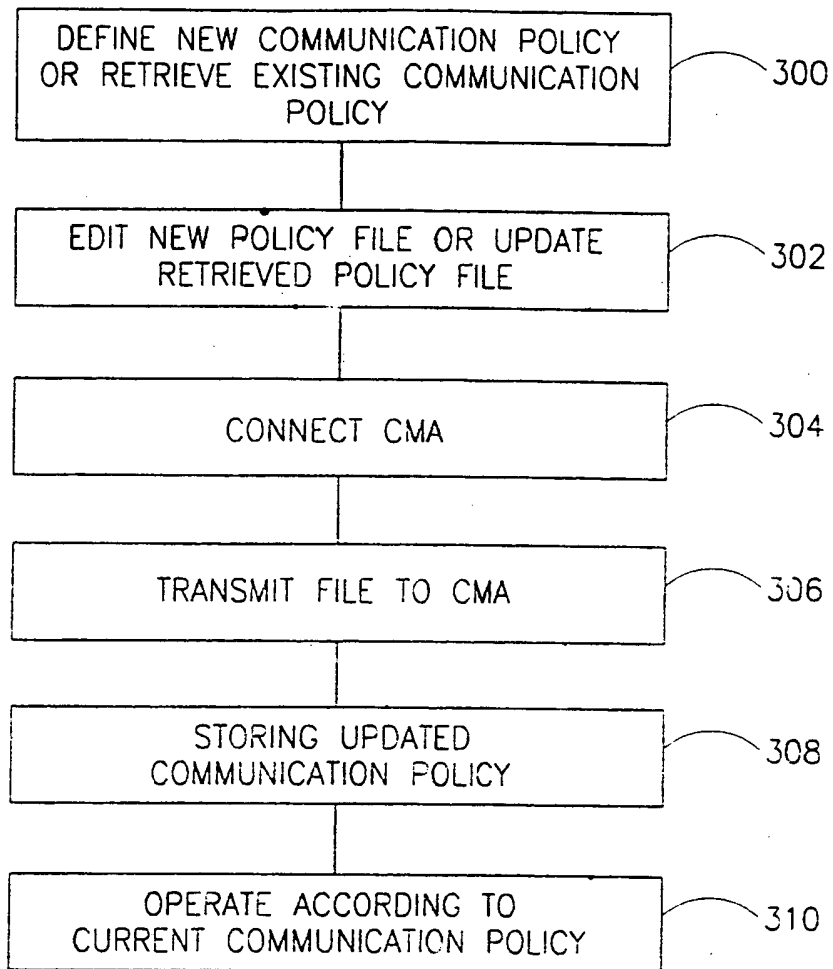 DEFINE NEW COMMUNICATION POLICY
OR RETRIEVE EXISTING COMMUNICATION
POLICY
300
EDIT NEW POLICY FILE OR UPDATE
RETRIEVED POLICY FILE
302
CONNECT CMA
304
TRANSMIT FILE TO CMA
306
STORING UPDATED
COMMUNICATION POLICY
308
OPERATE ACCORDING TO
CURRENT COMMUNICATION POLICY
310